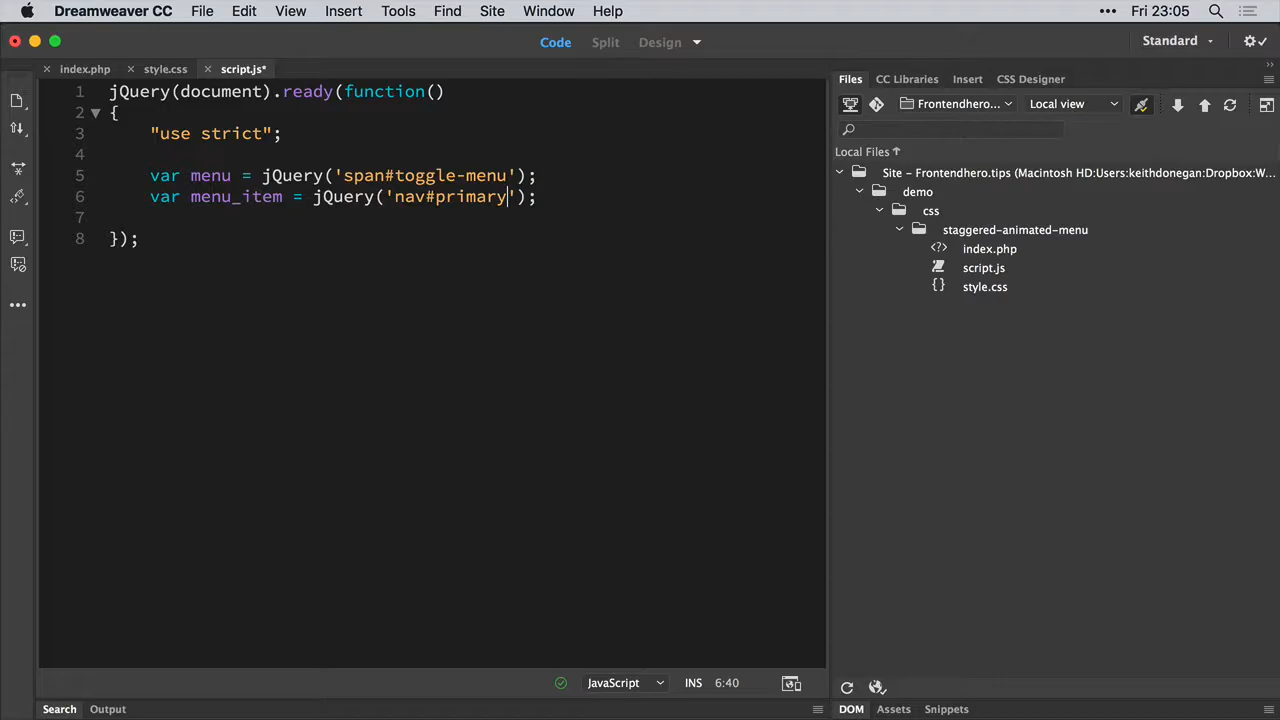 Dreamweaver CC File Edit View Insert Format Tools Find Site Window Help ••• Fri 23:05
Code Split Design Standard
index.php style.css script.js*
1 jQuery(document).ready(function()
2 {
3 "use strict";
4
5 var menu = jQuery('span#toggle-menu');
6 var menu_item = jQuery('nav#primary');
7
8 });
JavaScript INS 6:40
Search Output
Files CC Libraries Insert CSS Designer
Frontendhero... Local view
Local Files
Site – Frontendhero.tips (Macintosh HD:Users:keithdonegan:Dropbox:W...
demo
css
staggered-animated-menu
<?> index.php
script.js
{} style.css
DOM Assets Snippets